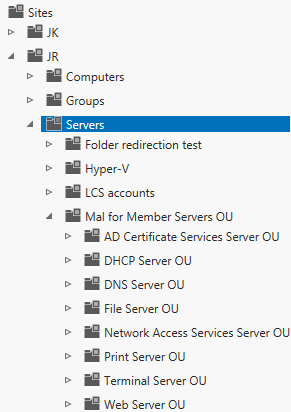 Sites
JK
JR
Computers
Groups
Servers
Folder redirection test
Hyper-V
LCS accounts
Mal for Member Servers OU
AD Certificate Services Server OU
DHCP Server OU
DNS Server OU
File Server OU
Network Access Services Server OU
Print Server OU
Terminal Server OU
Web Server OU